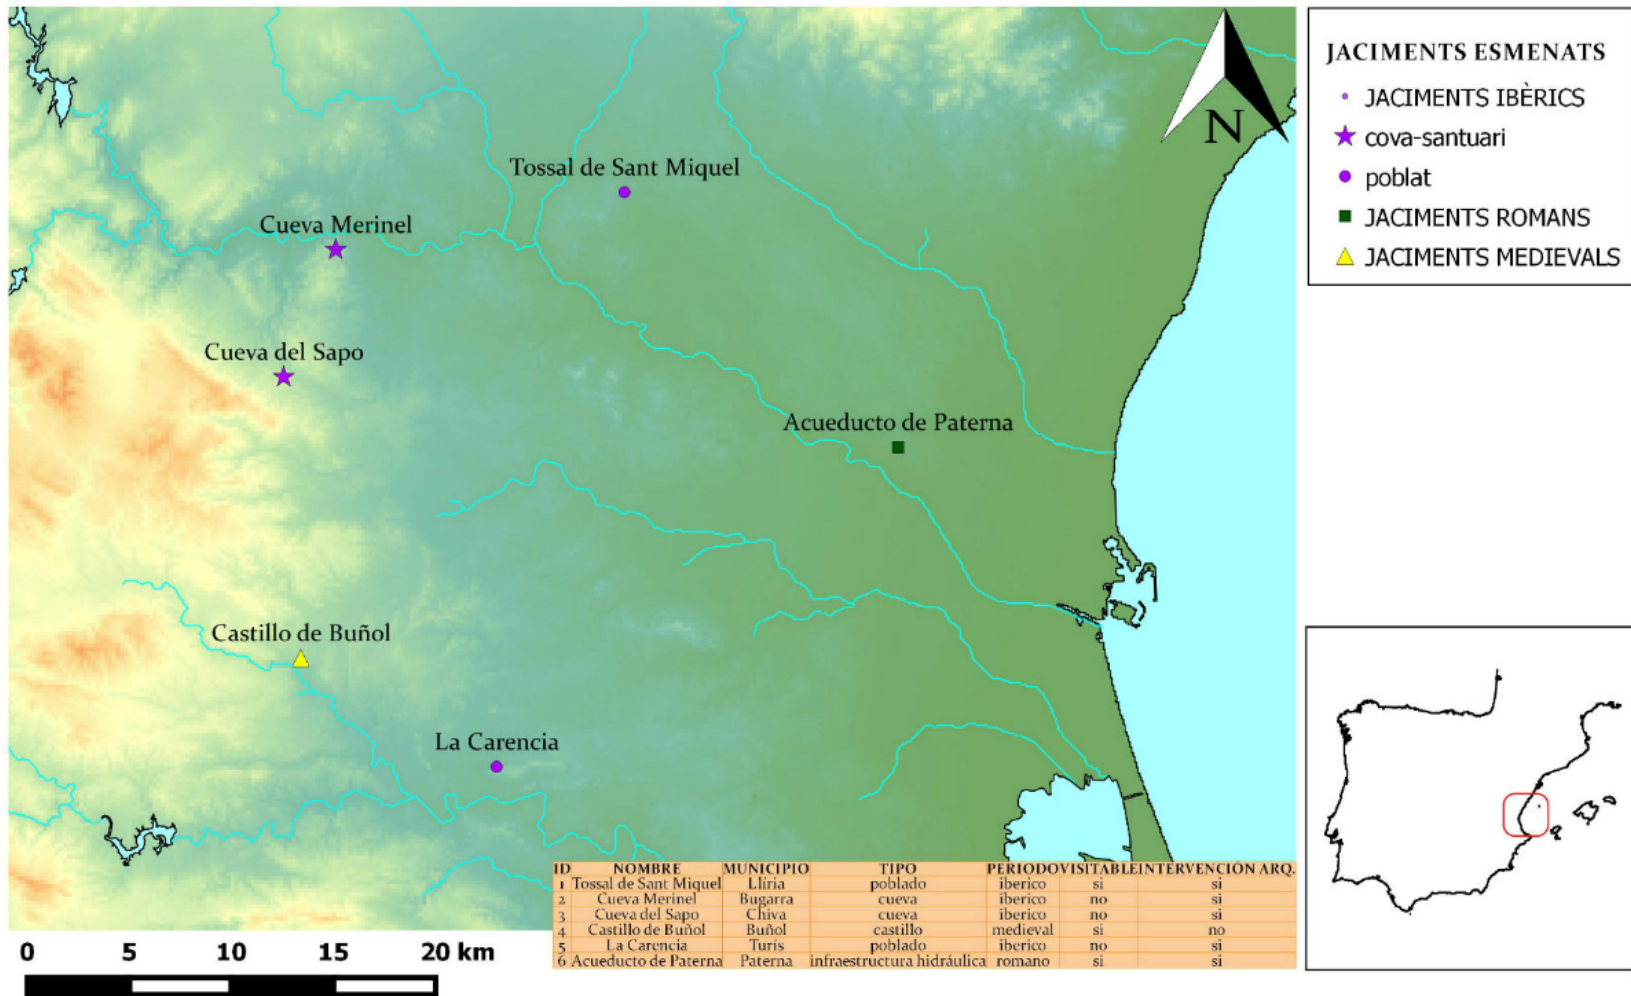 JACIMENTS ESMENATS
JACIMENTS IBÈRICS
cova-santuari
poblat
JACIMENTS ROMANS
JACIMENTS MEDIEVALS
N
Tossal de Sant Miquel
Cueva Merinel
Cueva del Sapo
Acueducto de Paterna
Castillo de Buñol
La Carencia
ID NOMBRE MUNICIPIO TIPO PERIODO VISITABLE INTERVENCIÓN ARQ.
1 Tossal de Sant Miquel Llíria poblado iberico si si
2 Cueva Merinel Bugarra cueva iberico no si
3 Cueva del Sapo Chiva cueva iberico no si
4 Castillo de Buñol Buñol castillo medieval si no
5 La Carencia Turís poblado iberico no si
6 Acueducto de Paterna Paterna infraestructura hidráulica romano si si
0 5 10 15 20 km